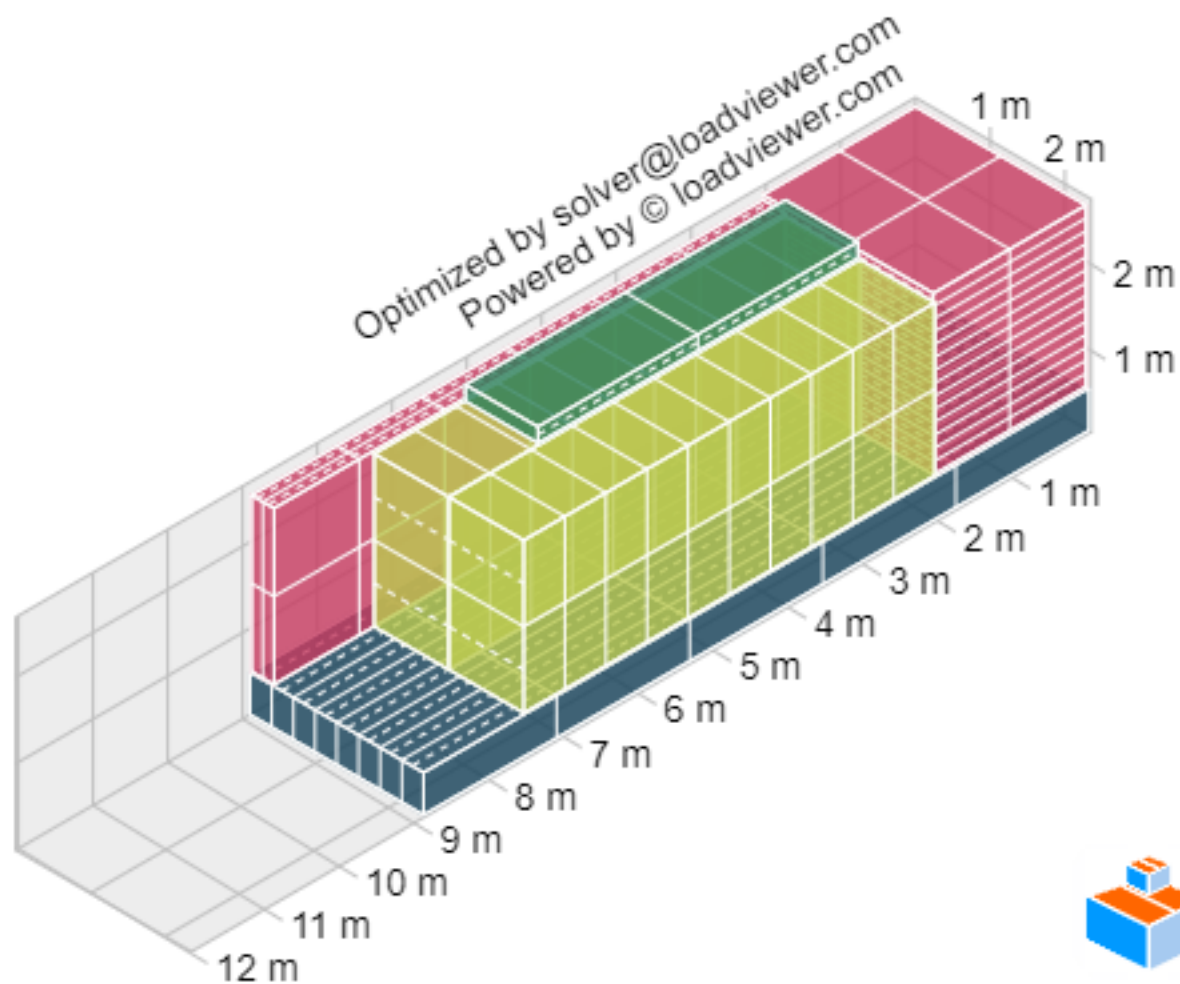 Optimized by solver@loadviewer.com
Powered by © loadviewer.com
1 m
2 m
2 m
1 m
1 m
2 m
3 m
4 m
5 m
6 m
7 m
8 m
9 m
10 m
11 m
12 m